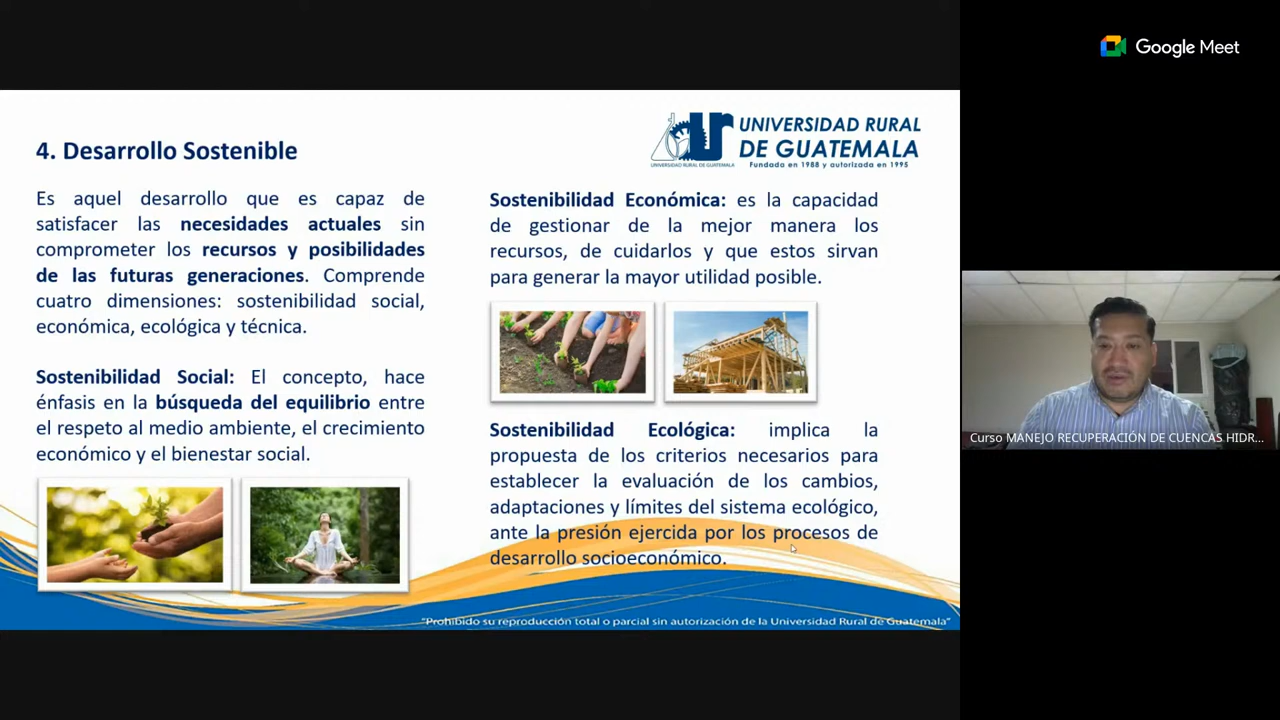 Google Meet
UNIVERSIDAD RURAL
DE GUATEMALA
Fundada en 1988 y autorizada en 1995
UNIVERSIDAD RURAL DE GUATEMALA
4. Desarrollo Sostenible
Es aquel desarrollo que es capaz de
satisfacer las necesidades actuales sin
comprometer los recursos y posibilidades
de las futuras generaciones. Comprende
cuatro dimensiones: sostenibilidad social,
económica, ecológica y técnica.
Sostenibilidad Social: El concepto, hace
énfasis en la búsqueda del equilibrio entre
el respeto al medio ambiente, el crecimiento
económico y el bienestar social.
Sostenibilidad Económica: es la capacidad
de gestionar de la mejor manera los
recursos, de cuidarlos y que estos sirvan
para generar la mayor utilidad posible.
Sostenibilidad Ecológica: implica la
propuesta de los criterios necesarios para
establecer la evaluación de los cambios,
adaptaciones y límites del sistema ecológico,
ante la presión ejercida por los procesos de
desarrollo socioeconómico.
"Prohibido su reproducción total o parcial sin autorización de la Universidad Rural de Guatemala"
Curso MANEJO RECUPERACIÓN DE CUENCAS HIDR...